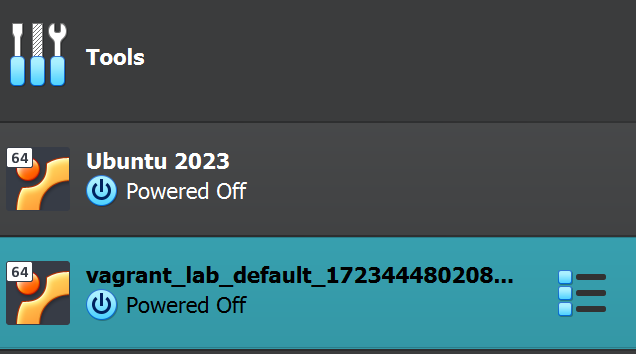 Tools
64
Ubuntu 2023
Powered Off
64
vagrant_lab_default_172344480208...
Powered Off